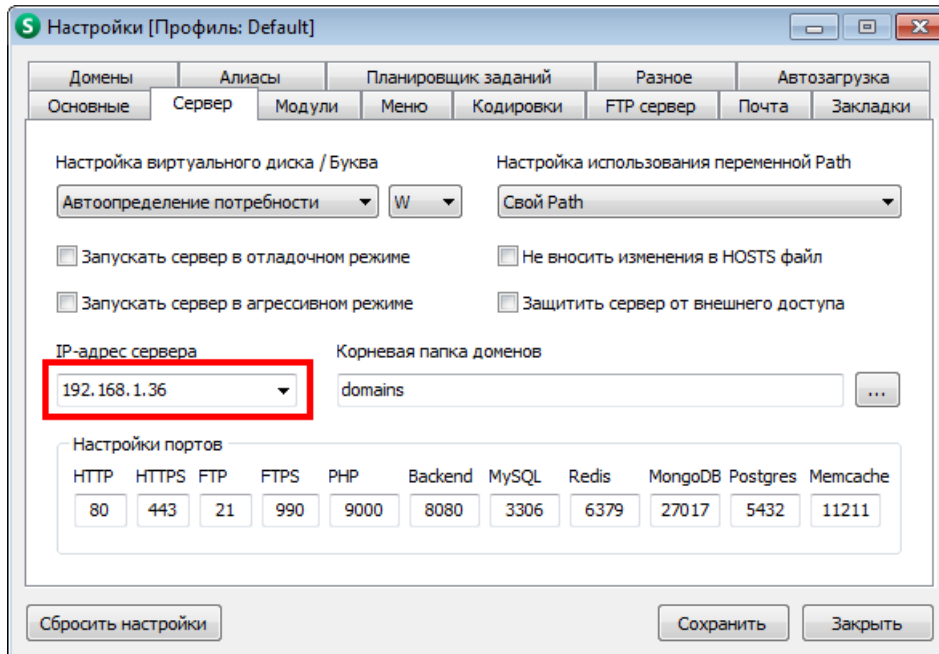 S Настройки [Профиль: Default]
Домены Алиасы Планировщик заданий Разное Автозагрузка
Основные Сервер Модули Меню Кодировки FTP сервер Почта Закладки
Настройка виртуального диска / Буква Настройка использования переменной Path
Автоопределение потребности W Свой Path
Запускать сервер в отладочном режиме Не вносить изменения в HOSTS файл
Запускать сервер в агрессивном режиме Защитить сервер от внешнего доступа
IP-адрес сервера Корневая папка доменов
192.168.1.36 domains ...
Настройки портов
HTTP HTTPS FTP FTPS PHP Backend MySQL Redis MongoDB Postgres Memcache
80 443 21 990 9000 8080 3306 6379 27017 5432 11211
Сбросить настройки Сохранить Закрыть